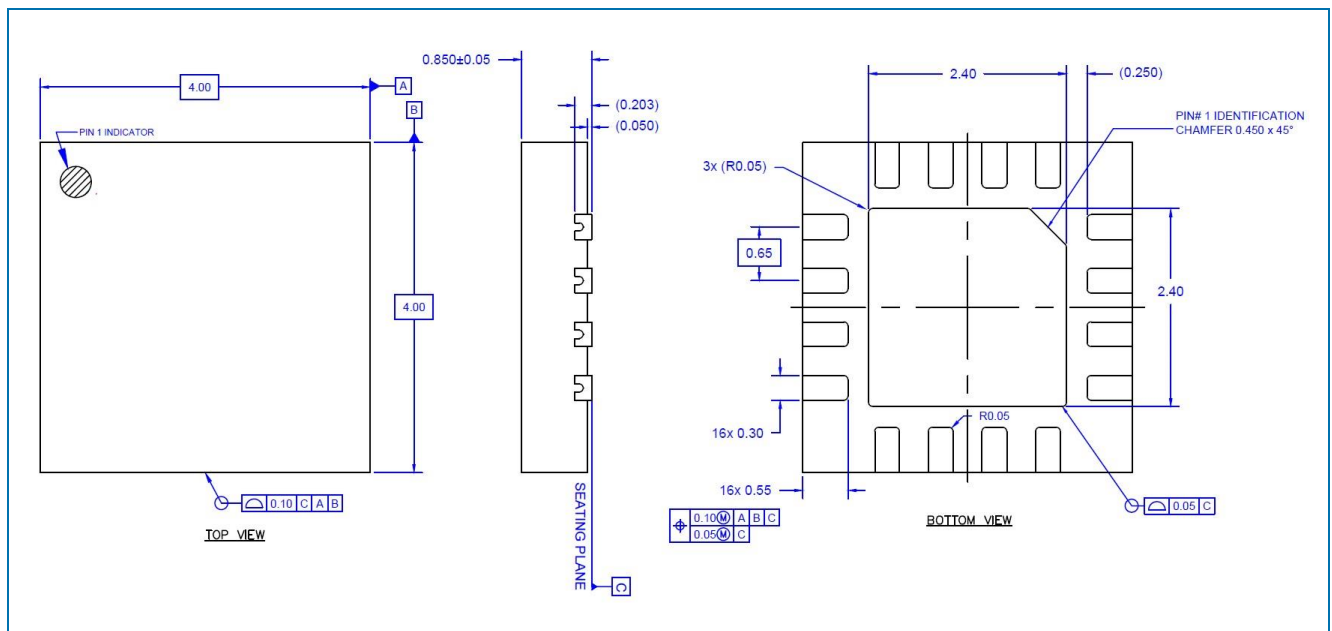 4.00
A
B
PIN 1 INDICATOR
4.00
0.10 C A B
TOP VIEW
0.850±0.05
(0.203)
(0.050)
SEATING PLANE
C
2.40
(0.250)
PIN# 1 IDENTIFICATION
CHAMFER 0.450 x 45°
3x (R0.05)
0.65
2.40
16x 0.30
R0.05
16x 0.55
0.10Ⓜ A B C
0.05Ⓜ C
BOTTOM VIEW
0.05 C